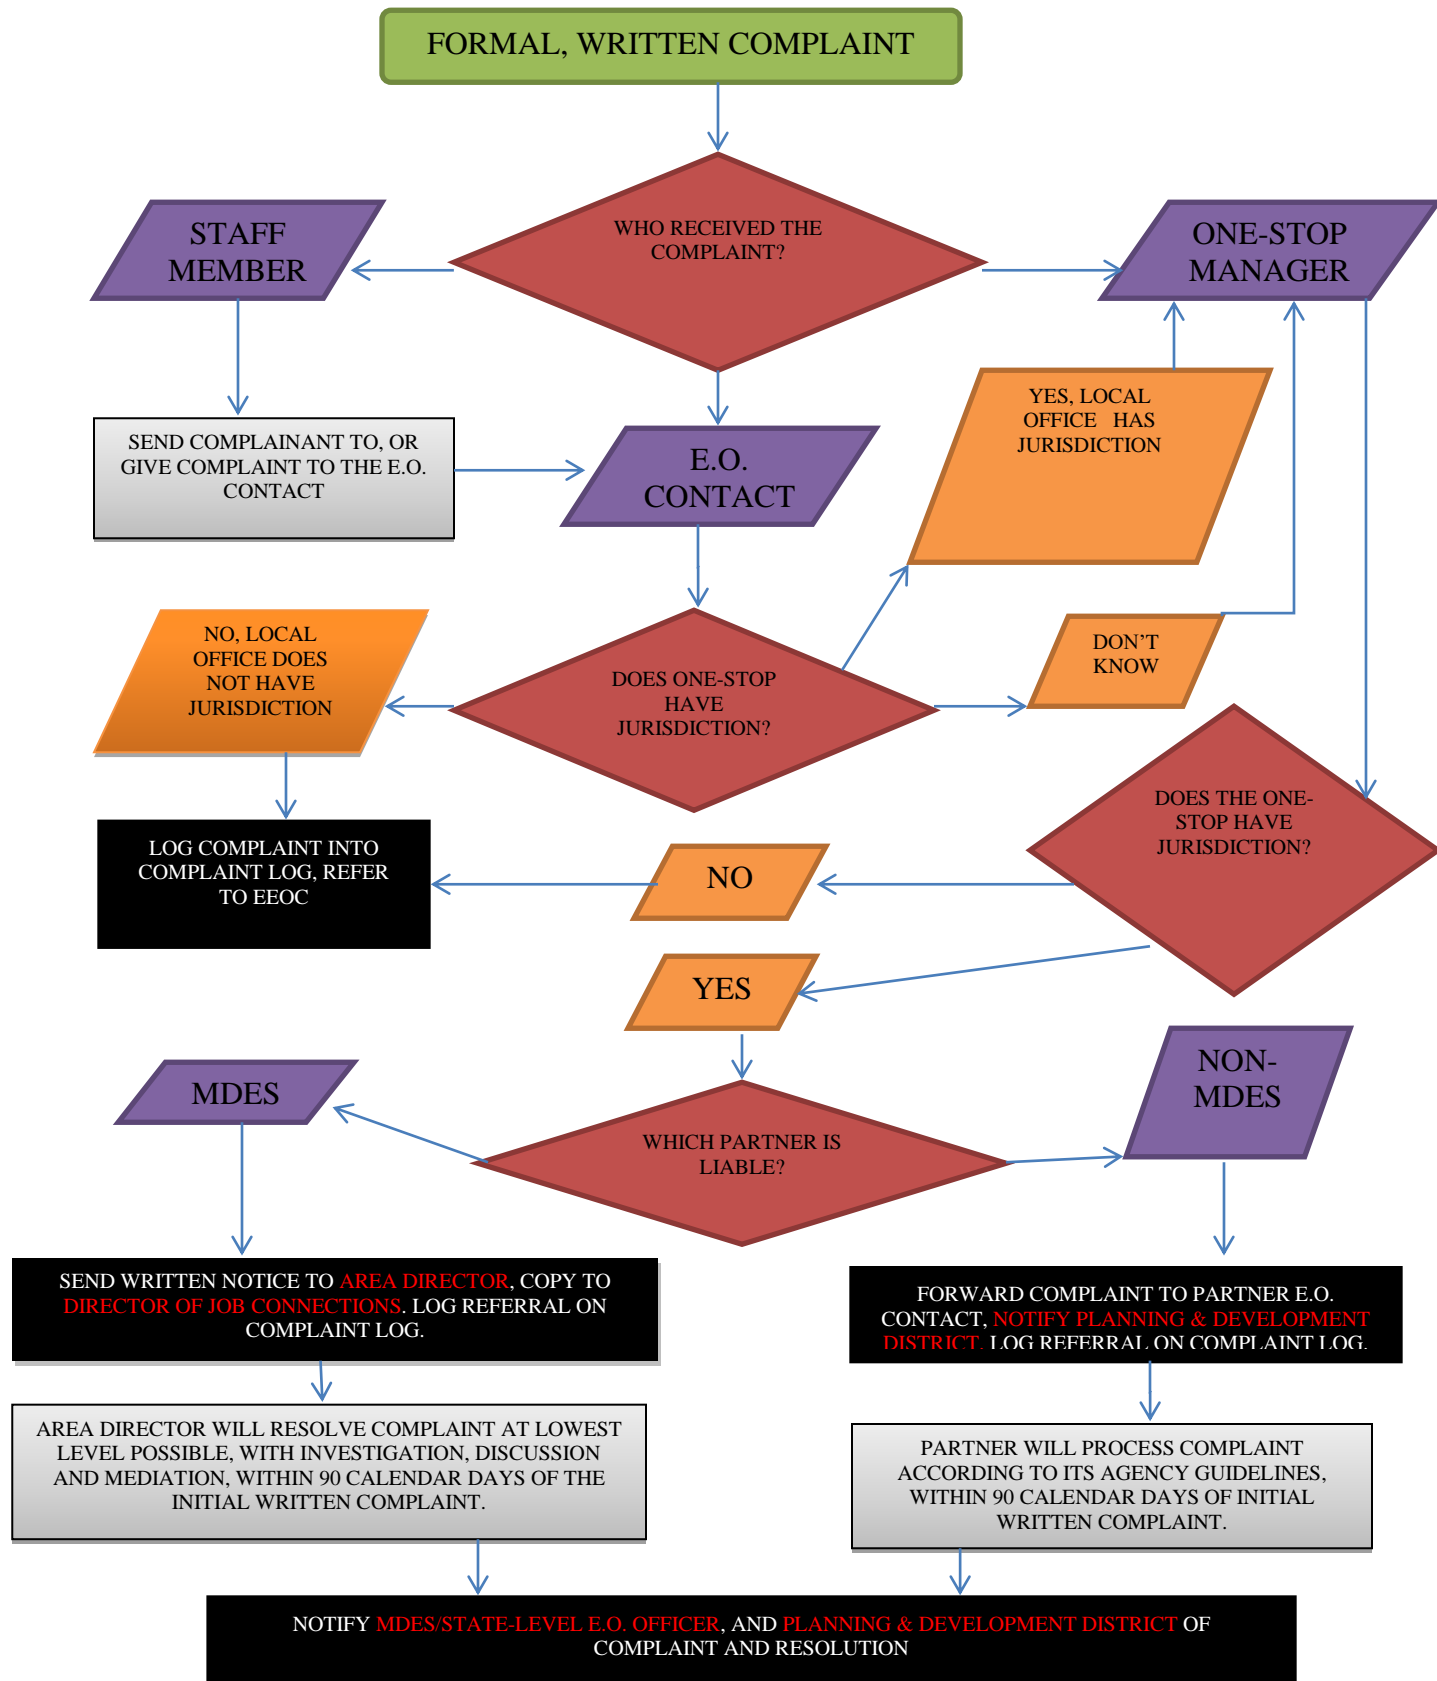 FORMAL, WRITTEN COMPLAINT
WHO RECEIVED THE
COMPLAINT?
STAFF
MEMBER
ONE-STOP
MANAGER
SEND COMPLAINANT TO, OR
GIVE COMPLAINT TO THE E.O.
CONTACT
E.O.
CONTACT
YES, LOCAL
OFFICE HAS
JURISDICTION
NO, LOCAL
OFFICE DOES
NOT HAVE
JURISDICTION
DOES ONE-STOP
HAVE
JURISDICTION?
DON'T
KNOW
DOES THE ONE-
STOP HAVE
JURISDICTION?
LOG COMPLAINT INTO
COMPLAINT LOG, REFER
TO EEOC
NO
YES
MDES
WHICH PARTNER IS
LIABLE?
NON-
MDES
SEND WRITTEN NOTICE TO AREA DIRECTOR, COPY TO
DIRECTOR OF JOB CONNECTIONS. LOG REFERRAL ON
COMPLAINT LOG.
FORWARD COMPLAINT TO PARTNER E.O.
CONTACT, NOTIFY PLANNING & DEVELOPMENT
DISTRICT. LOG REFERRAL ON COMPLAINT LOG.
AREA DIRECTOR WILL RESOLVE COMPLAINT AT LOWEST
LEVEL POSSIBLE, WITH INVESTIGATION, DISCUSSION
AND MEDIATION, WITHIN 90 CALENDAR DAYS OF THE
INITIAL WRITTEN COMPLAINT.
PARTNER WILL PROCESS COMPLAINT
ACCORDING TO ITS AGENCY GUIDELINES,
WITHIN 90 CALENDAR DAYS OF INITIAL
WRITTEN COMPLAINT.
NOTIFY MDES/STATE-LEVEL E.O. OFFICER, AND PLANNING & DEVELOPMENT DISTRICT OF
COMPLAINT AND RESOLUTION